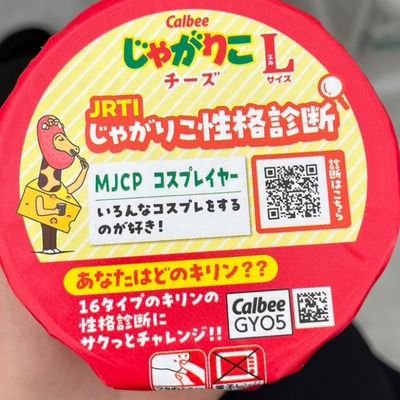 Calbee
じゃがりこ
Lサイズ
エル
チーズ
JRTI
じゃがりこ性格診断
MJCP コスプレイヤー
いろんなコスプレをする
のが好き!
診断はこちら
あなたはどのキリン??
16タイプのキリンの
性格診断に
サクっとチャレンジ!!
Calbee
GYO5